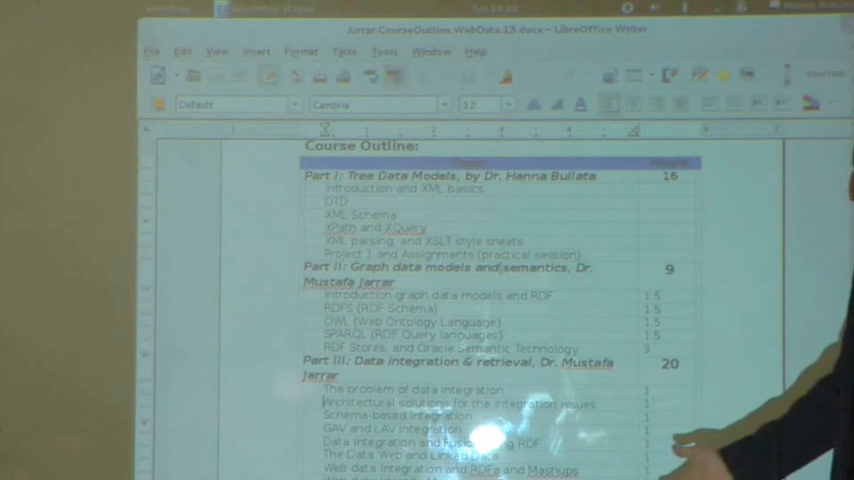 Jarrar.CourseOutline.WebData.13.docx - LibreOffice Writer
File Edit View Insert Format Table Tools Window Help
Default Cambria 12
Course Outline:
Part I: Tree Data Models, by Dr. Hanna Bullata 16
Introduction and XML basics
DTD
XML Schema
XPath and XQuery
XML parsing, and XSLT style sheets
Project 1 and Assignments (practical session)
Part II: Graph data models and semantics, Dr. 9
Mustafa Jarrar
Introduction graph data models and RDF 1.5
RDFS (RDF Schema) 1.5
OWL (Web Ontology Language) 1.5
SPARQL (RDF Query languages) 1.5
RDF Stores, and Oracle Semantic Technology 3
Part III: Data Integration & retrieval, Dr. Mustafa 20
Jarrar
The problem of data integration 1
Architectural solutions for the integration issues 1
Schema-based integration 1
GAV and LAV integration 1
Data Integration and RDF 1
The Data Web and Linked Data
Web data Integration and RDFa and Mashups